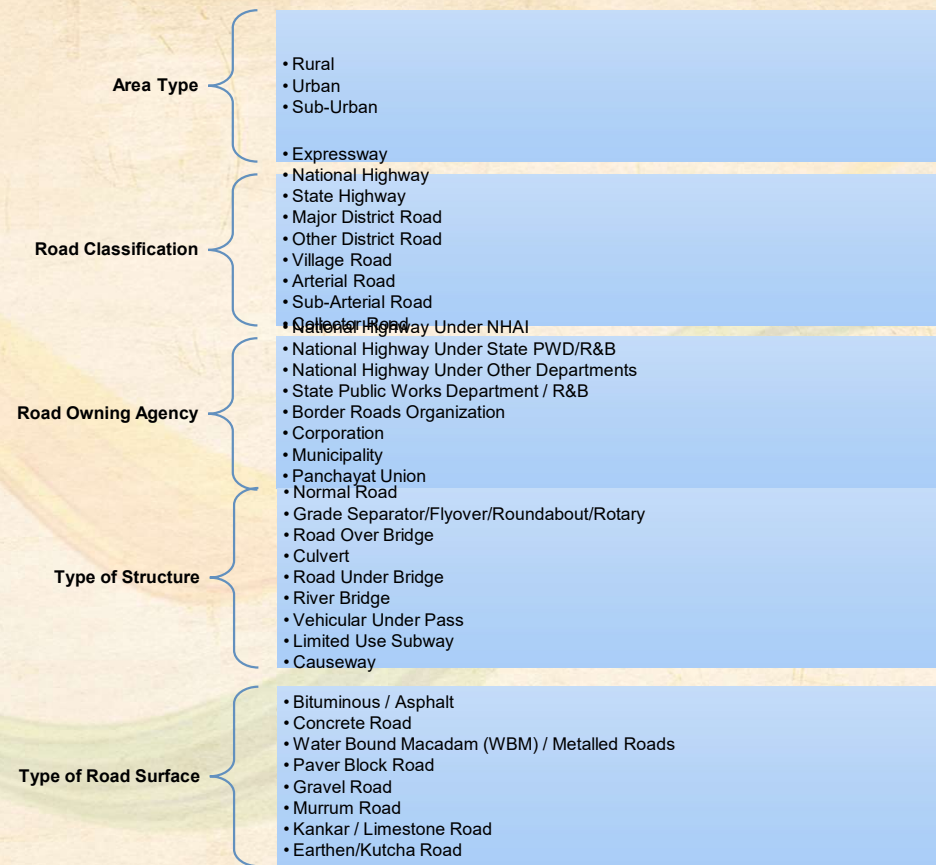 Area Type
• Rural
• Urban
• Sub-Urban
Road Classification
• Expressway
• National Highway
• State Highway
• Major District Road
• Other District Road
• Village Road
• Arterial Road
• Sub-Arterial Road
• Collector Road
Road Owning Agency
• National Highway Under NHAI
• National Highway Under State PWD/R&B
• National Highway Under Other Departments
• State Public Works Department / R&B
• Border Roads Organization
• Corporation
• Municipality
• Panchayat Union
Type of Structure
• Normal Road
• Grade Separator/Flyover/Roundabout/Rotary
• Road Over Bridge
• Culvert
• Road Under Bridge
• River Bridge
• Vehicular Under Pass
• Limited Use Subway
• Causeway
Type of Road Surface
• Bituminous / Asphalt
• Concrete Road
• Water Bound Macadam (WBM) / Metalled Roads
• Paver Block Road
• Gravel Road
• Murrum Road
• Kankar / Limestone Road
• Earthen/Kutcha Road